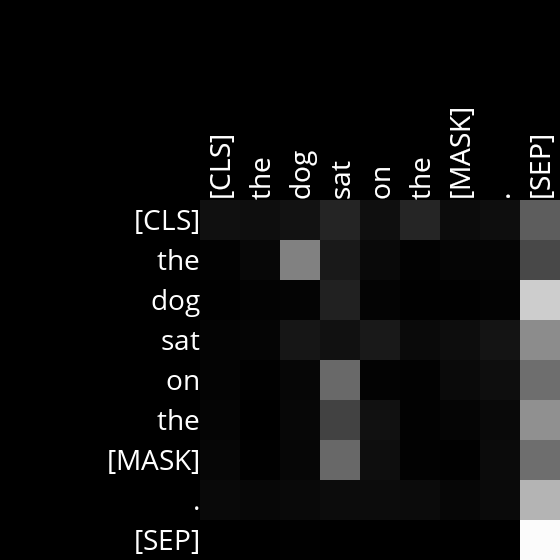 [CLS] the dog sat on the [MASK] . [SEP]
[CLS]
the
dog
sat
on
the
[MASK]
.
[SEP]